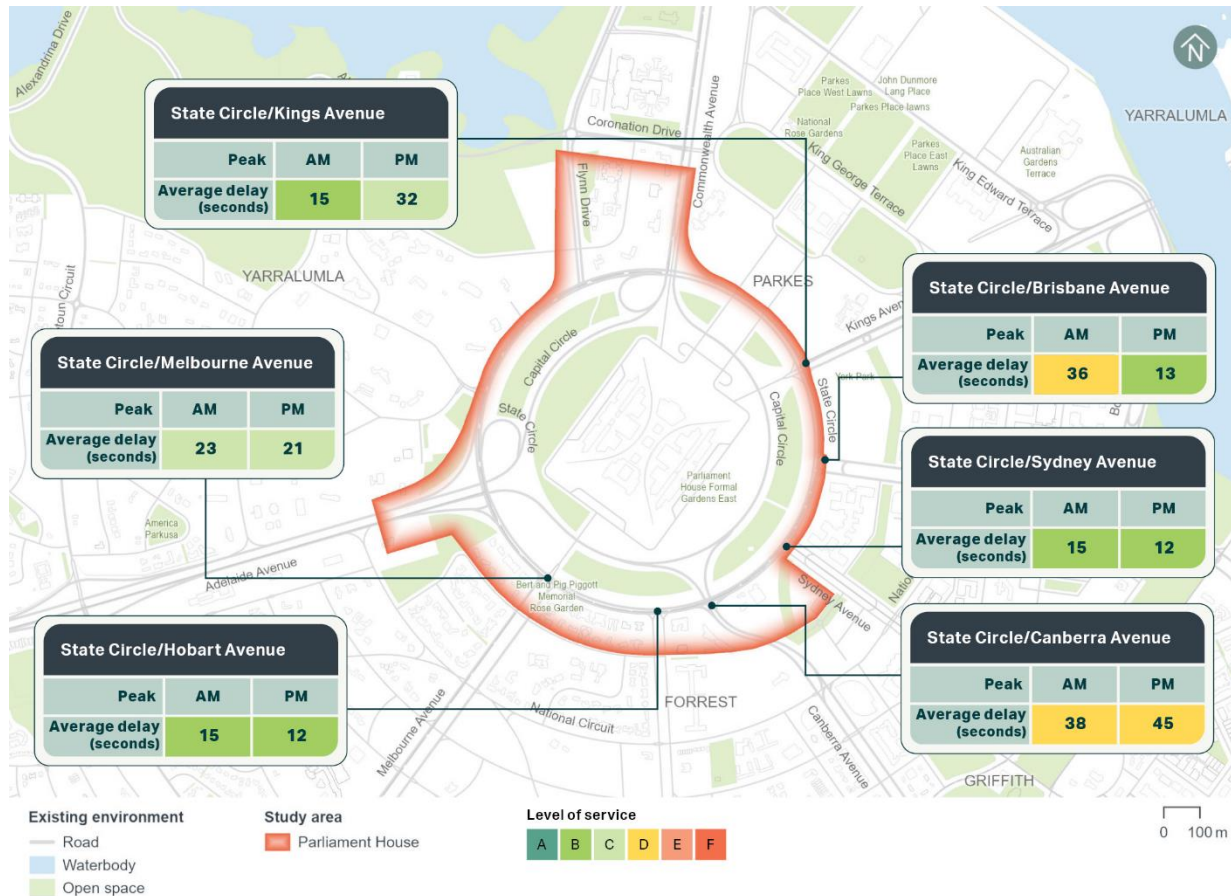 Alexandrina Drive
N
YARRALUMLA
State Circle/Kings Avenue
Peak AM PM
Average delay (seconds) 15 32
Coronation Drive
Flynn Drive
Commonwealth Avenue
Parkes
Place West Lawns
John Dunmore
Lang Place
Parkes Place lawns
National
Rose Gardens
Parkes
Place East
Lawns
King George Terrace
King Edward Terrace
Australian
Gardens
Terrace
YARRALUMLA
PARKES
Kings Aven
York Park
State Circle/Brisbane Avenue
Peak AM PM
Average delay (seconds) 36 13
State Circle/Melbourne Avenue
Peak AM PM
Average delay (seconds) 23 21
Capital Circle
State Circle
Capital Circle
State Circle
Parliament
House Formal
Gardens East
State Circle/Sydney Avenue
Peak AM PM
Average delay (seconds) 15 12
America
Parkusa
Adelaide Avenue
Bert and Pig Piggott
Memorial
Rose Garden
Sydney Avenue
State Circle/Hobart Avenue
Peak AM PM
Average delay (seconds) 15 12
State Circle/Canberra Avenue
Peak AM PM
Average delay (seconds) 38 45
Melbourne Avenue
National Circuit
FORREST
Canberra Avenue
GRIFFITH
Existing environment
Road
Waterbody
Open space
Study area
Parliament House
Level of service
A B C D E F
0 100 m